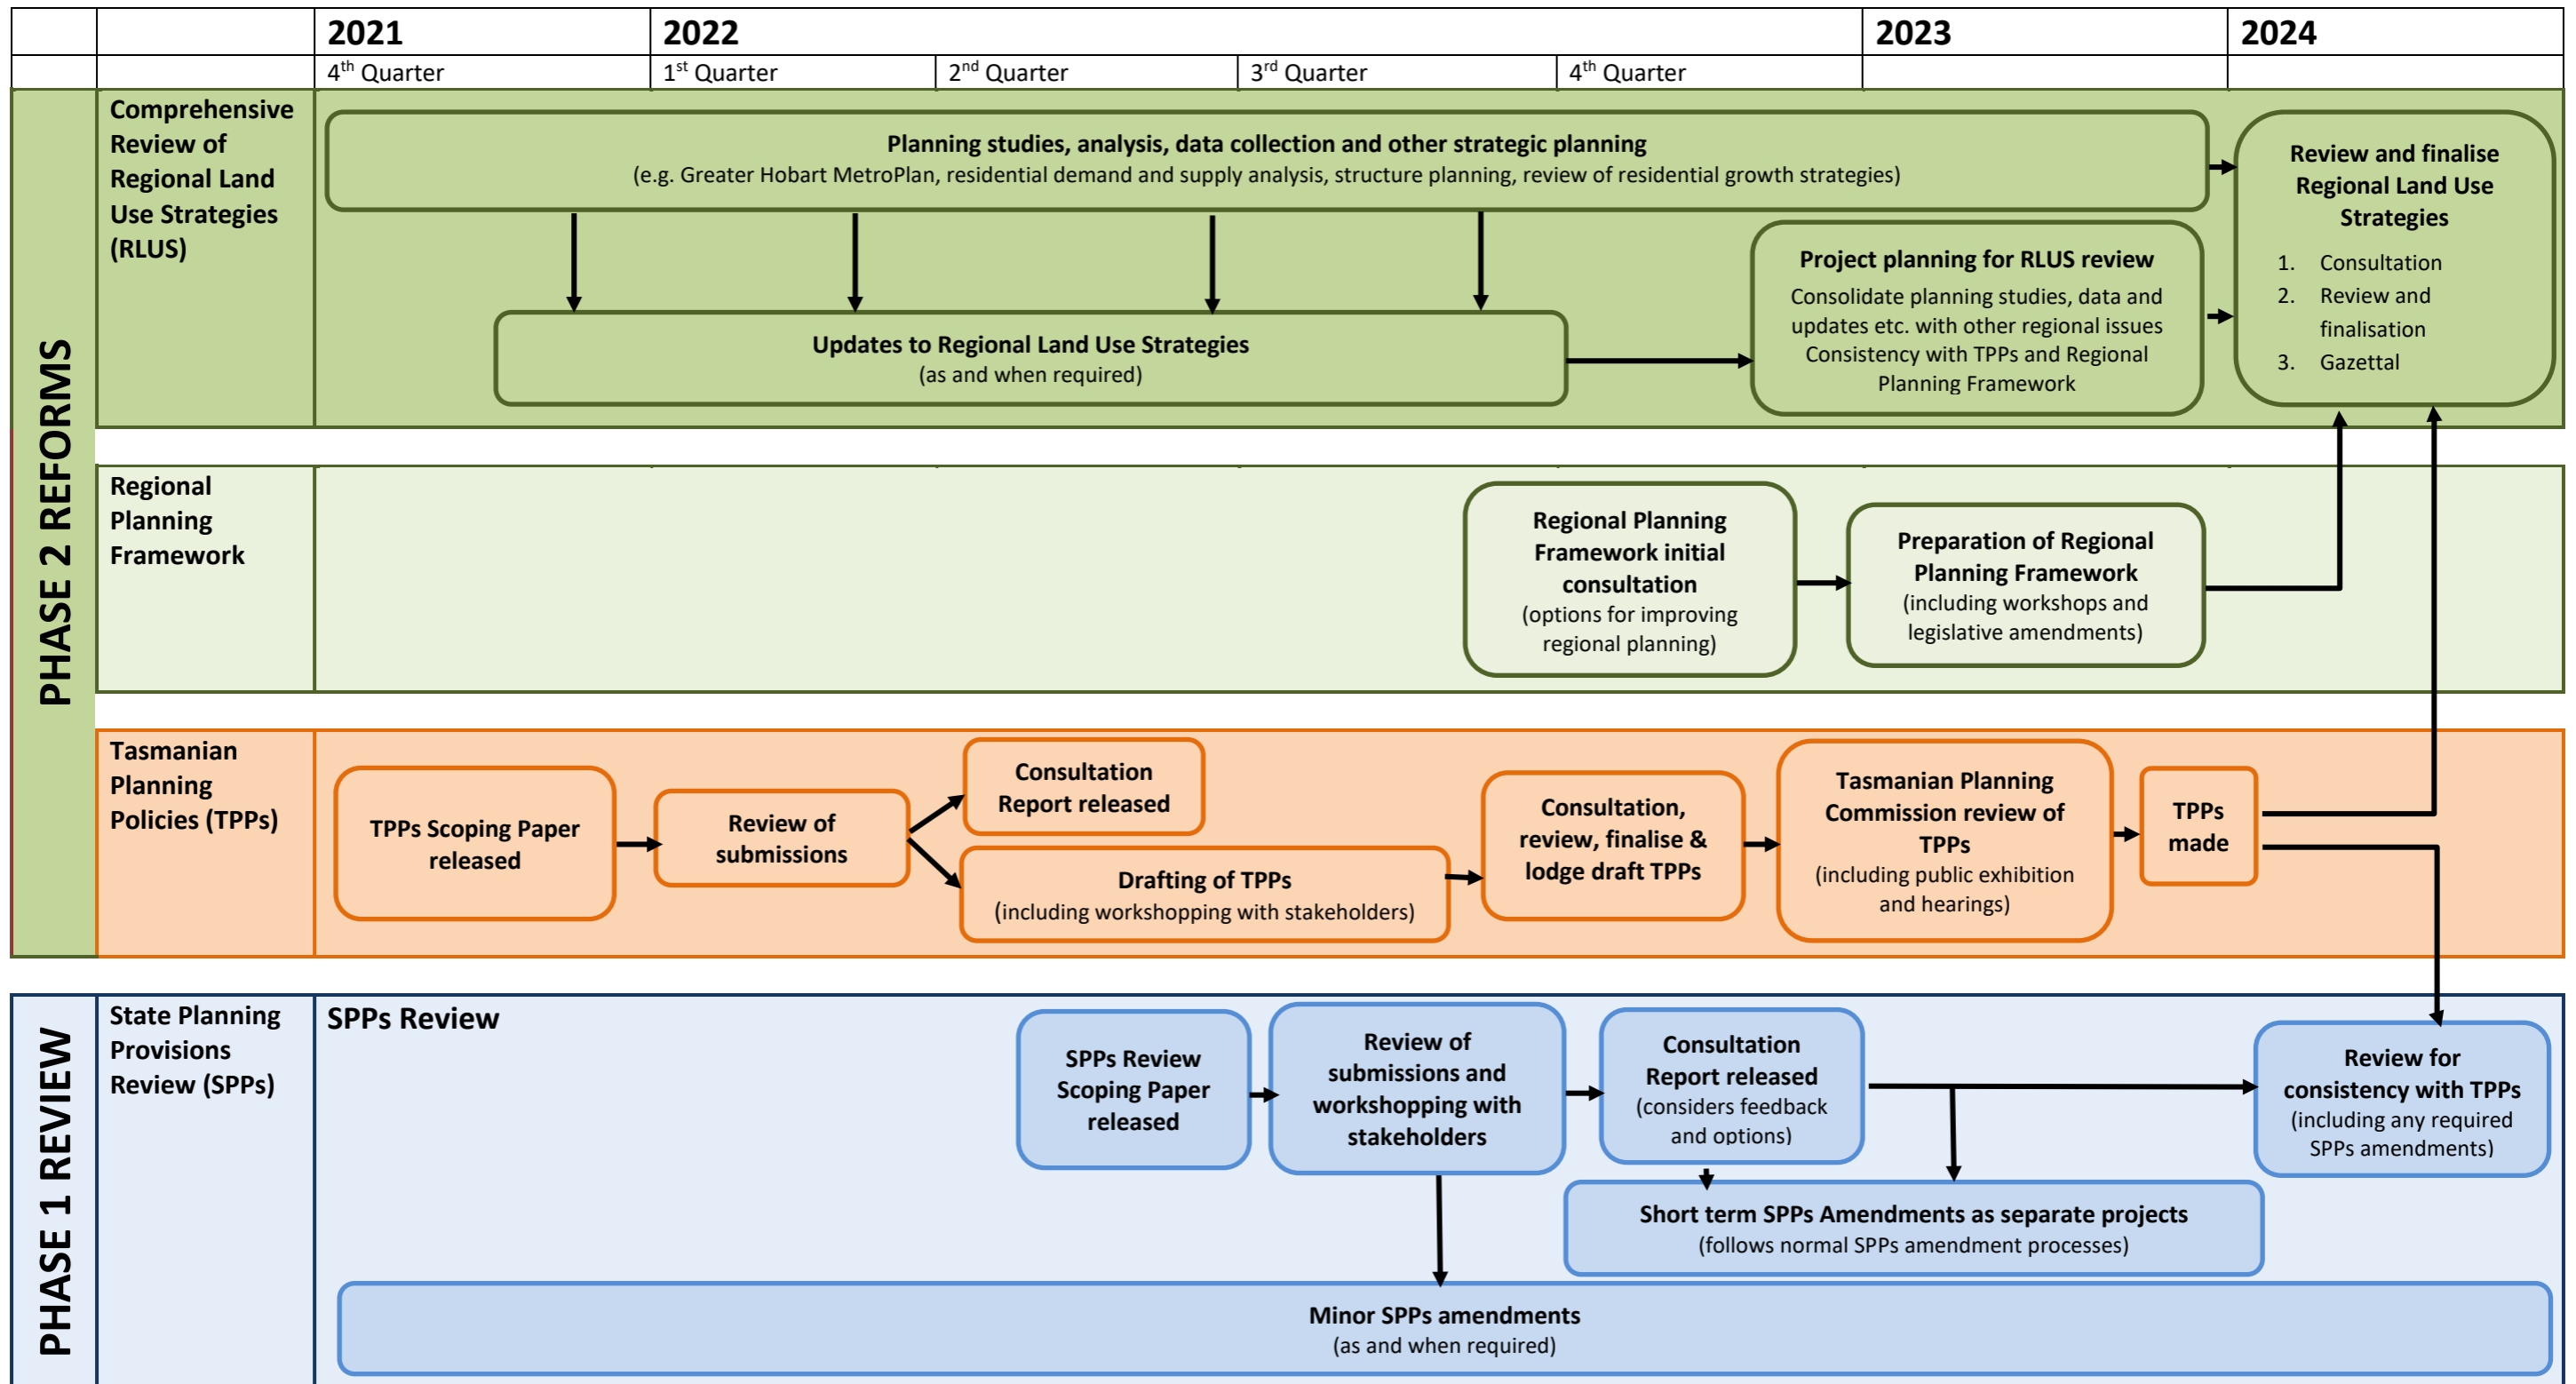 2021
2022
2023
2024
4th Quarter
1st Quarter
2nd Quarter
3rd Quarter
4th Quarter
PHASE 2 REFORMS
Comprehensive
Review of
Regional Land
Use Strategies
(RLUS)
Planning studies, analysis, data collection and other strategic planning
(e.g. Greater Hobart MetroPlan, residential demand and supply analysis, structure planning, review of residential growth strategies)
Updates to Regional Land Use Strategies
(as and when required)
Project planning for RLUS review
Consolidate planning studies, data and
updates etc. with other regional issues
Consistency with TPPs and Regional
Planning Framework
Review and finalise
Regional Land Use
Strategies
1. Consultation
2. Review and
finalisation
3. Gazettal
Regional
Planning
Framework
Regional Planning
Framework initial
consultation
(options for improving
regional planning)
Preparation of Regional
Planning Framework
(including workshops and
legislative amendments)
Tasmanian
Planning
Policies (TPPs)
TPPs Scoping Paper
released
Review of
submissions
Consultation
Report released
Drafting of TPPs
(including workshopping with stakeholders)
Consultation,
review, finalise &
lodge draft TPPs
Tasmanian Planning
Commission review of
TPPs
(including public exhibition
and hearings)
TPPs
made
PHASE 1 REVIEW
State Planning
Provisions
Review (SPPs)
SPPs Review
SPPs Review
Scoping Paper
released
Review of
submissions and
workshopping with
stakeholders
Consultation
Report released
(considers feedback
and options)
Review for
consistency with TPPs
(including any required
SPPs amendments)
Short term SPPs Amendments as separate projects
(follows normal SPPs amendment processes)
Minor SPPs amendments
(as and when required)